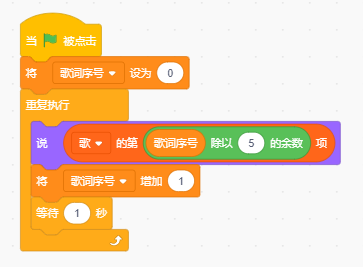 当 被点击
将 歌词序号 设为 0
重复执行
说 歌 的第 歌词序号 除以 5 的余数 项
将 歌词序号 增加 1
等待 1 秒